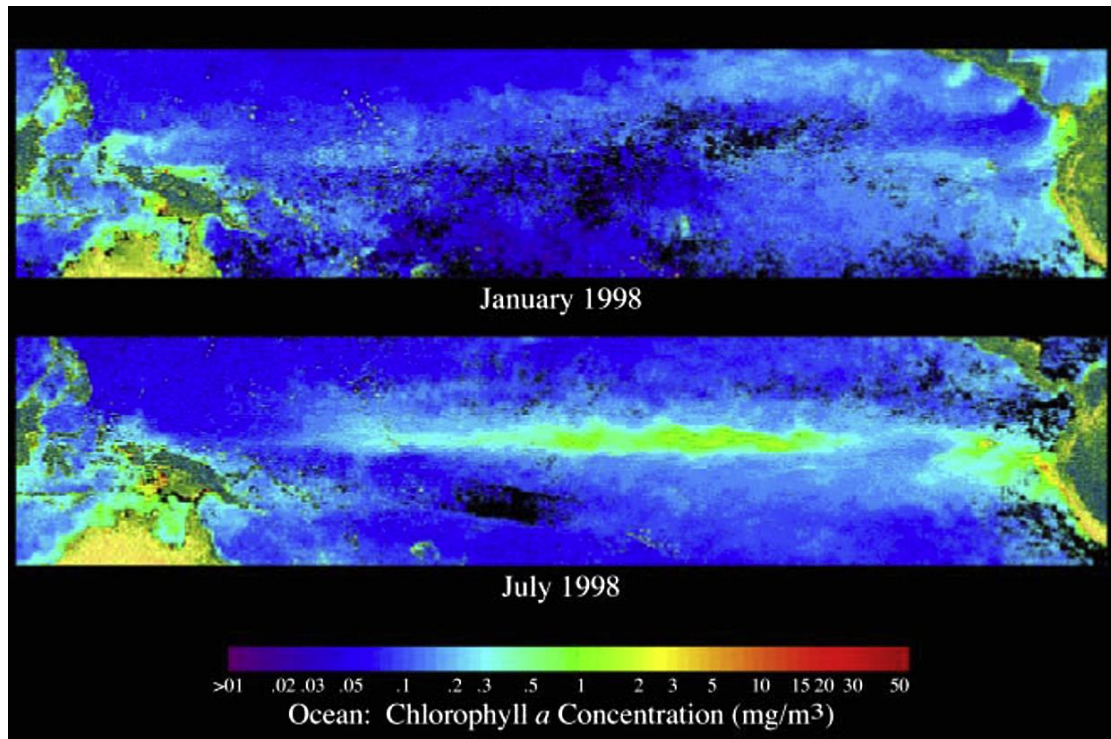 January 1998
July 1998
>01 .02 .03 .05 .1 .2 .3 .5 1 2 3 5 10 15 20 30 50
Ocean: Chlorophyll a Concentration (mg/m3)